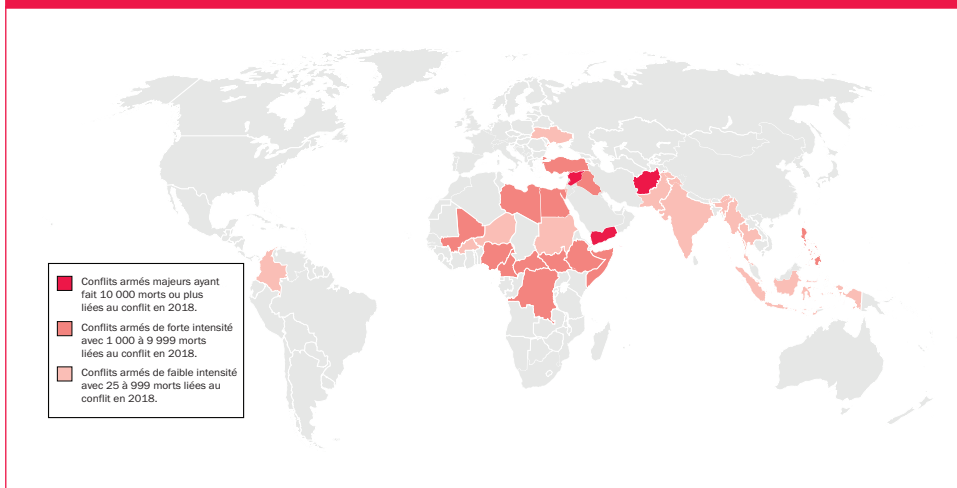 Conflits armés majeurs ayant
fait 10 000 morts ou plus
liées au conflit en 2018.
Conflits armés de forte intensité
avec 1 000 à 9 999 morts
liées au conflit en 2018.
Conflits armés de faible intensité
avec 25 à 999 morts liées au
conflit en 2018.